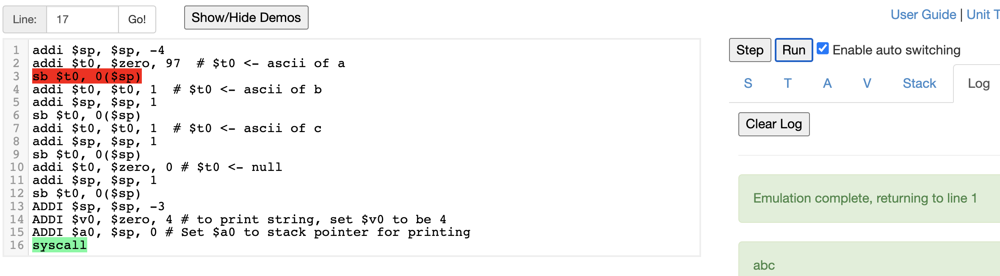 Line: 17 Go! Show/Hide Demos User Guide | Unit T
1 addi $sp, $sp, -4
2 addi $t0, $zero, 97  # $t0 <- ascii of a
3 sb $t0, 0($sp)
4 addi $t0, $t0, 1  # $t0 <- ascii of b
5 addi $sp, $sp, 1
6 sb $t0, 0($sp)
7 addi $t0, $t0, 1  # $t0 <- ascii of c
8 addi $sp, $sp, 1
9 sb $t0, 0($sp)
10 addi $t0, $zero, 0 # $t0 <- null
11 addi $sp, $sp, 1
12 sb $t0, 0($sp)
13 ADDI $sp, $sp, -3
14 ADDI $v0, $zero, 4 # to print string, set $v0 to be 4
15 ADDI $a0, $sp, 0 # Set $a0 to stack pointer for printing
16 syscall
Step Run Enable auto switching
S T A V Stack Log
Clear Log
Emulation complete, returning to line 1
abc